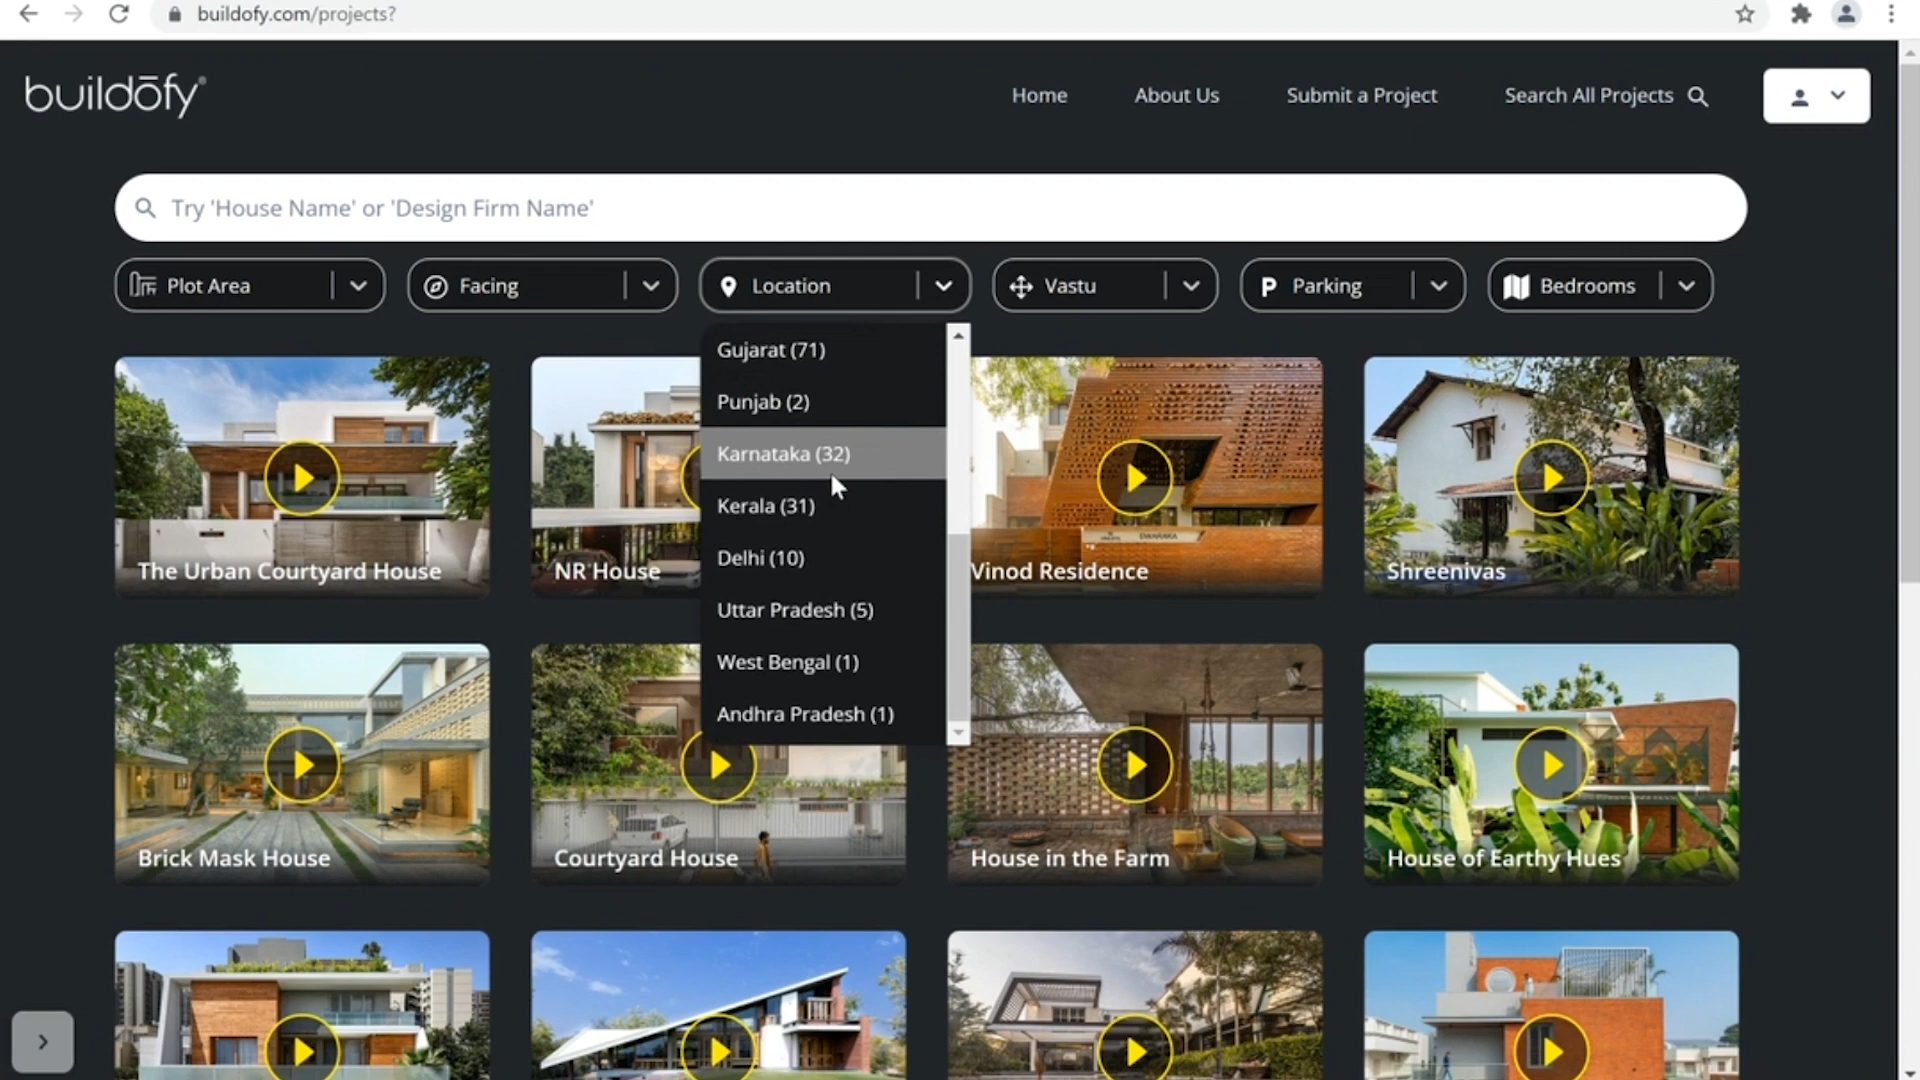 buildofy.com/projects?
buildōfy®
Home
About Us
Submit a Project
Search All Projects
Try 'House Name' or 'Design Firm Name'
Plot Area
Facing
Location
Vastu
P Parking
Bedrooms
Gujarat (71)
Punjab (2)
Karnataka (32)
Kerala (31)
Delhi (10)
Uttar Pradesh (5)
West Bengal (1)
Andhra Pradesh (1)
The Urban Courtyard House
NR House
DWARAKA
Vinod Residence
Shreenivas
Brick Mask House
Courtyard House
House in the Farm
House of Earthy Hues